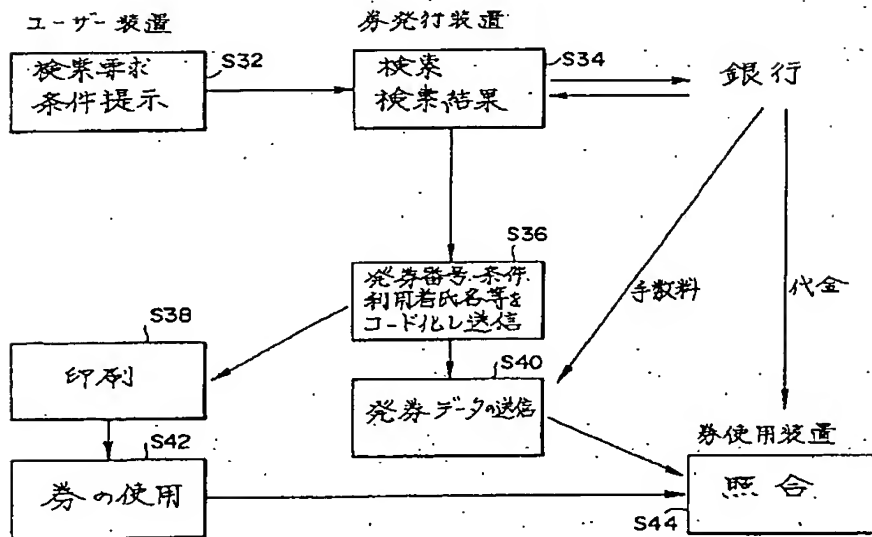 ユーザー装置
券発行装置
S32
検索要求
条件提示
S34
検索
検索結果
銀行
S36
発券番号、条件、
利用者氏名等を
コード化し送信
手数料
代金
S38
印刷
S40
発券データの送信
S42
券の使用
券使用装置
照合
S44